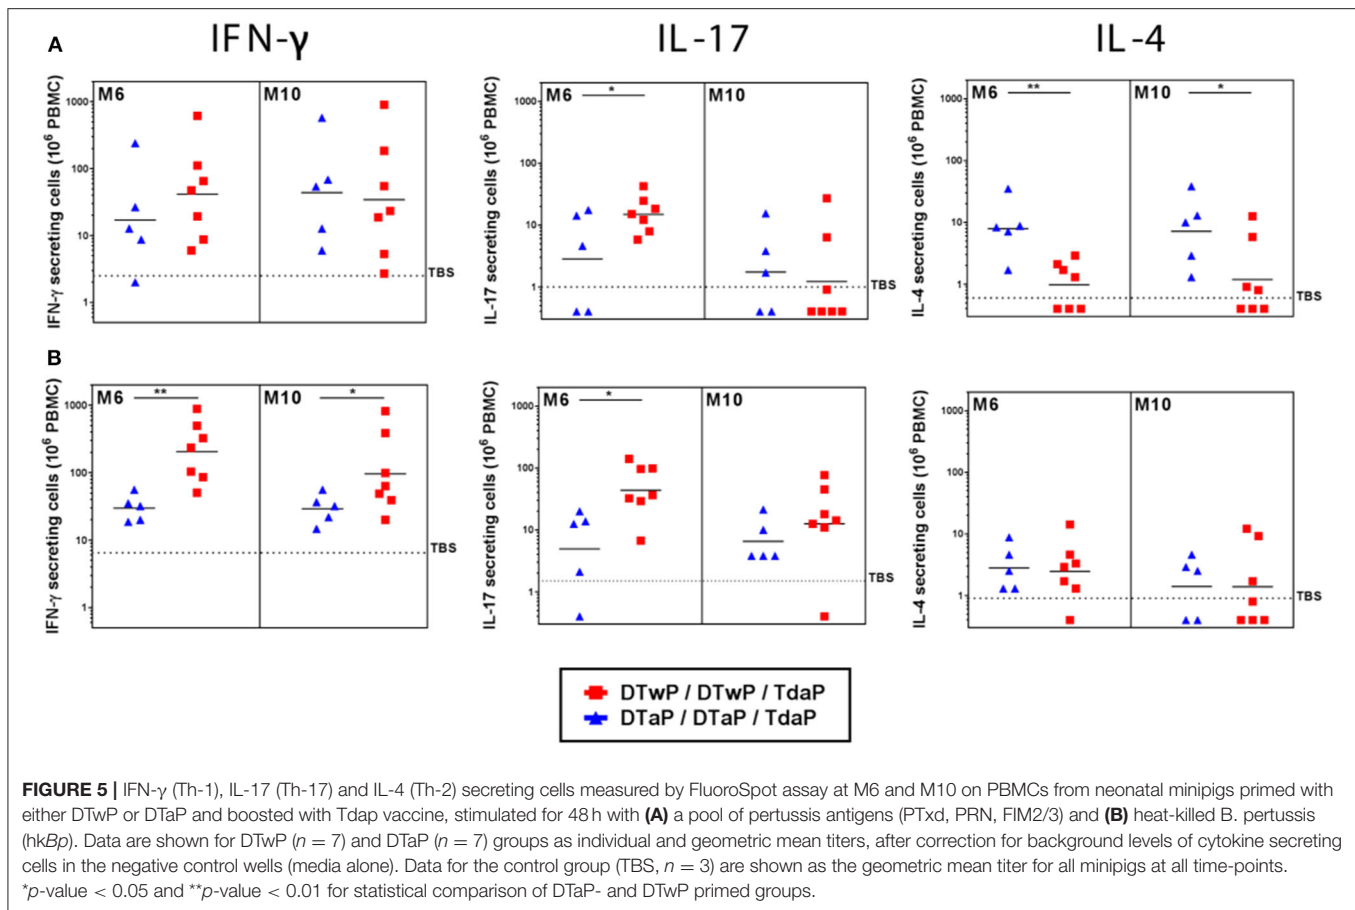 A
IFN-γ
IL-17
IL-4
IFN-γ secreting cells (10⁶ PBMC)
1000
100
10
1
M6
M10
TBS
IL-17 secreting cells (10⁶ PBMC)
1000
100
10
1
M6
*
M10
TBS
IL-4 secreting cells (10⁶ PBMC)
1000
100
10
1
M6
**
M10
*
TBS
B
IFN-γ secreting cells (10⁶ PBMC)
1000
100
10
1
M6
**
M10
*
TBS
IL-17 secreting cells (10⁶ PBMC)
1000
100
10
1
M6
*
M10
TBS
IL-4 secreting cells (10⁶ PBMC)
1000
100
10
1
M6
M10
TBS
DTwP / DTwP / TdaP
DTaP / DTaP / TdaP
FIGURE 5 | IFN-γ (Th-1), IL-17 (Th-17) and IL-4 (Th-2) secreting cells measured by FluoroSpot assay at M6 and M10 on PBMCs from neonatal minipigs primed with
either DTwP or DTaP and boosted with Tdap vaccine, stimulated for 48 h with (A) a pool of pertussis antigens (PTxd, PRN, FIM2/3) and (B) heat-killed B. pertussis
(hkBp). Data are shown for DTwP (n = 7) and DTaP (n = 7) groups as individual and geometric mean titers, after correction for background levels of cytokine secreting
cells in the negative control wells (media alone). Data for the control group (TBS, n = 3) are shown as the geometric mean titer for all minipigs at all time-points.
*p-value < 0.05 and **p-value < 0.01 for statistical comparison of DTaP- and DTwP primed groups.